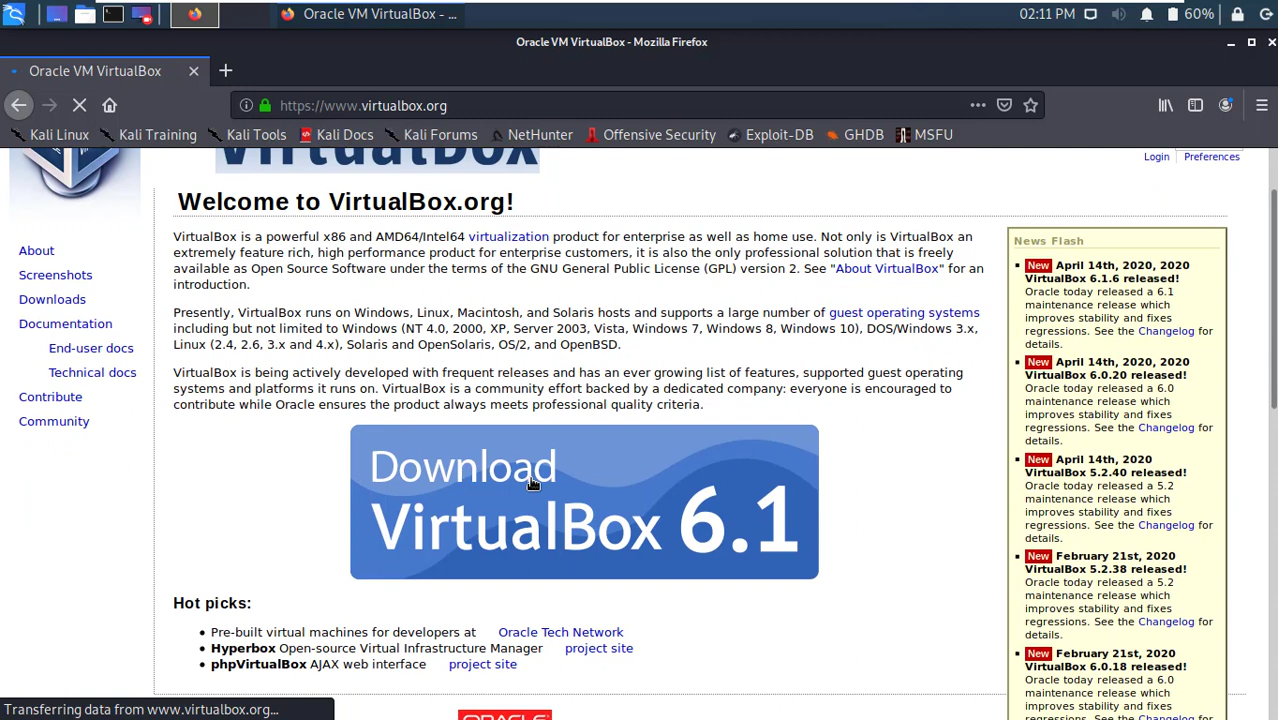 Oracle VM VirtualBox - ...
02:11 PM
60%
Oracle VM VirtualBox - Mozilla Firefox
Oracle VM VirtualBox
https://www.virtualbox.org
Kali Linux
Kali Training
Kali Tools
Kali Docs
Kali Forums
NetHunter
Offensive Security
Exploit-DB
GHDB
MSFU
VirtualBox
Login
Preferences
Welcome to VirtualBox.org!
About
Screenshots
Downloads
Documentation
End-user docs
Technical docs
Contribute
Community
VirtualBox is a powerful x86 and AMD64/Intel64 virtualization product for enterprise as well as home use. Not only is VirtualBox an
extremely feature rich, high performance product for enterprise customers, it is also the only professional solution that is freely
available as Open Source Software under the terms of the GNU General Public License (GPL) version 2. See "About VirtualBox" for an
introduction.
Presently, VirtualBox runs on Windows, Linux, Macintosh, and Solaris hosts and supports a large number of guest operating systems
including but not limited to Windows (NT 4.0, 2000, XP, Server 2003, Vista, Windows 7, Windows 8, Windows 10), DOS/Windows 3.x,
Linux (2.4, 2.6, 3.x and 4.x), Solaris and OpenSolaris, OS/2, and OpenBSD.
VirtualBox is being actively developed with frequent releases and has an ever growing list of features, supported guest operating
systems and platforms it runs on. VirtualBox is a community effort backed by a dedicated company: everyone is encouraged to
contribute while Oracle ensures the product always meets professional quality criteria.
Download
VirtualBox 6.1
Hot picks:
Pre-built virtual machines for developers at Oracle Tech Network
Hyperbox Open-source Virtual Infrastructure Manager project site
phpVirtualBox AJAX web interface project site
ORACLE
News Flash
New April 14th, 2020, 2020
VirtualBox 6.1.6 released!
Oracle today released a 6.1
maintenance release which
improves stability and fixes
regressions. See the Changelog for
details.
New April 14th, 2020, 2020
VirtualBox 6.0.20 released!
Oracle today released a 6.0
maintenance release which
improves stability and fixes
regressions. See the Changelog for
details.
New April 14th, 2020
VirtualBox 5.2.40 released!
Oracle today released a 5.2
maintenance release which
improves stability and fixes
regressions. See the Changelog for
details.
New February 21st, 2020
VirtualBox 5.2.38 released!
Oracle today released a 5.2
maintenance release which
improves stability and fixes
regressions. See the Changelog for
details.
New February 21st, 2020
VirtualBox 6.0.18 released!
Oracle today released a 6.0
maintenance release which
improves stability and fixes
Transferring data from www.virtualbox.org...